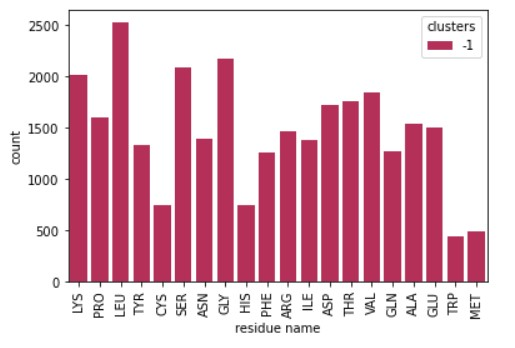 clusters
-1
2500
2000
1500
1000
500
0
count
LYS PRO LEU TYR CYS SER ASN GLY HIS PHE ARG ILE ASP THR VAL GLN ALA GLU TRP MET
residue name